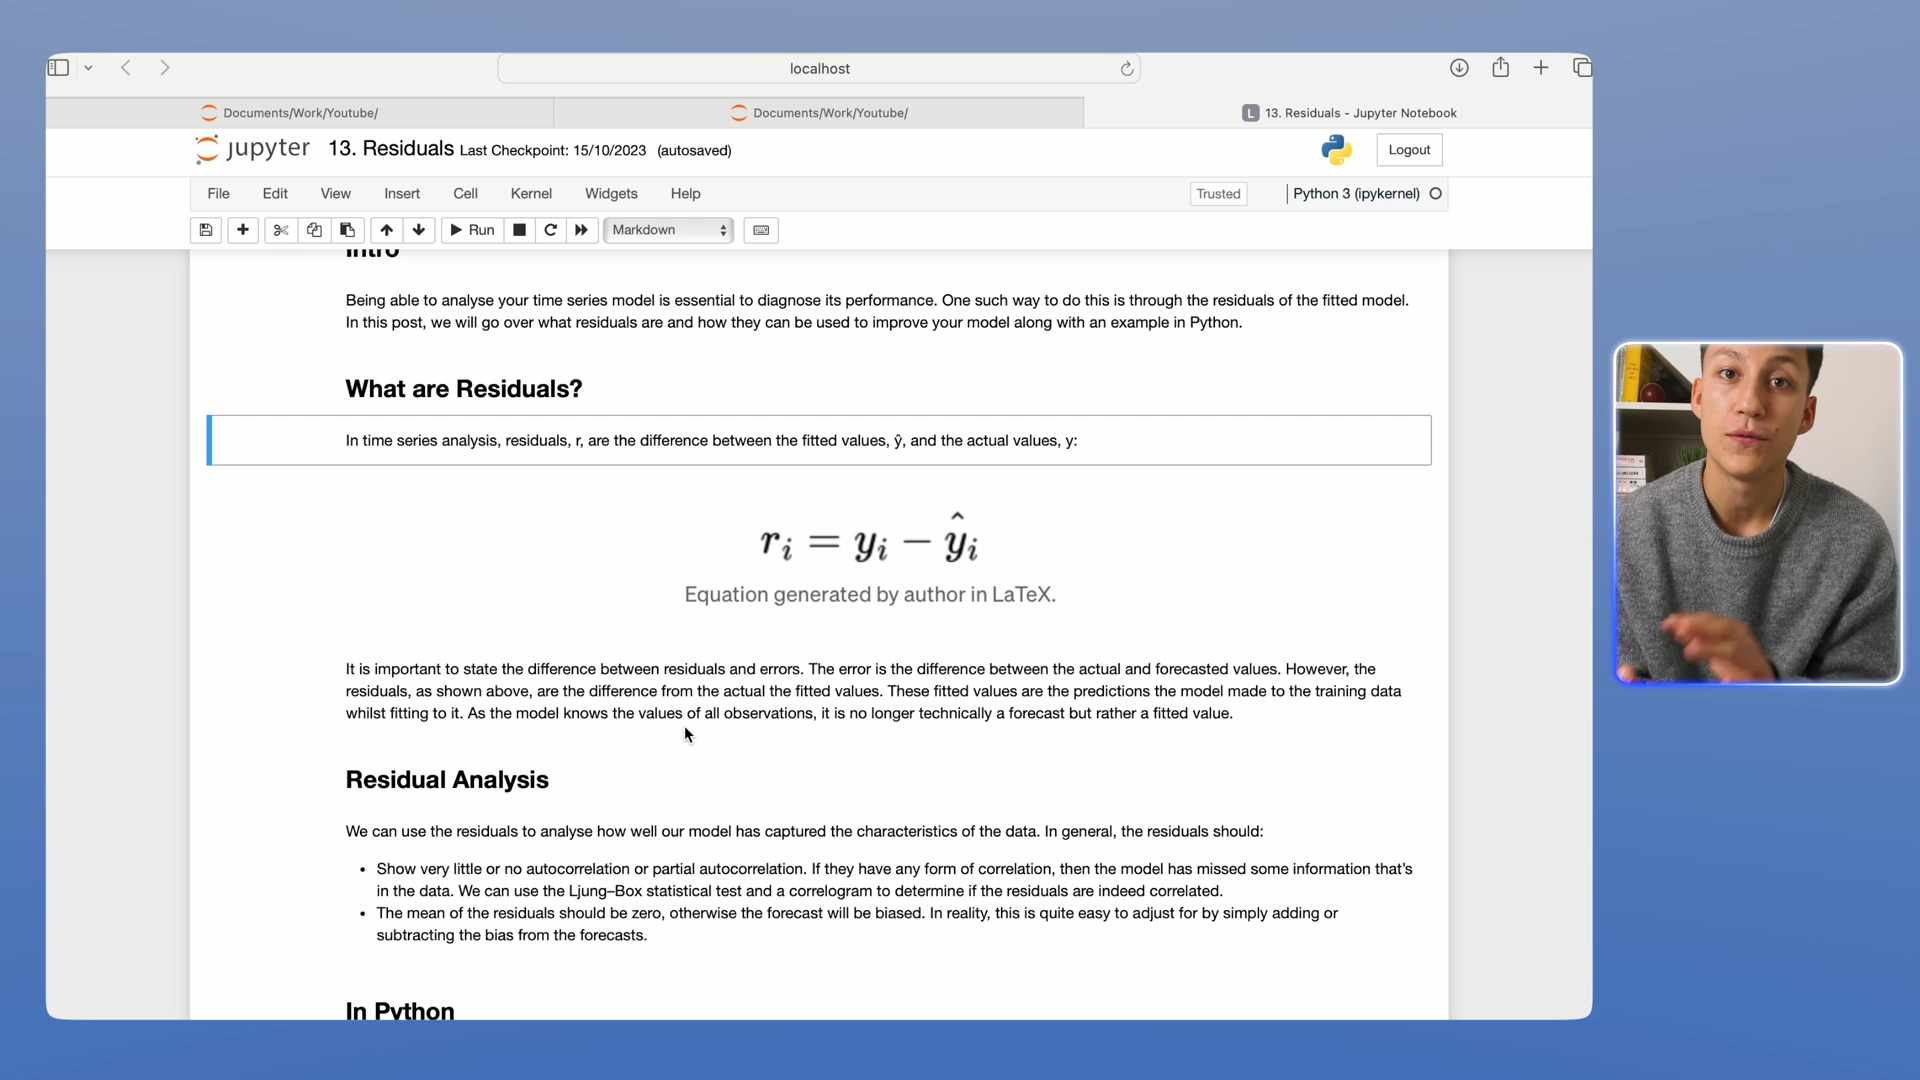 localhost
Documents/Work/Youtube/
Documents/Work/Youtube/
L 13. Residuals - Jupyter Notebook
jupyter 13. Residuals Last Checkpoint: 15/10/2023 (autosaved)
Logout
File Edit View Insert Cell Kernel Widgets Help
Trusted
Python 3 (ipykernel)
Run
Markdown
Intro
Being able to analyse your time series model is essential to diagnose its performance. One such way to do this is through the residuals of the fitted model.
In this post, we will go over what residuals are and how they can be used to improve your model along with an example in Python.
What are Residuals?
In time series analysis, residuals, r, are the difference between the fitted values, ŷ, and the actual values, y:
rᵢ = yᵢ − ŷᵢ
Equation generated by author in LaTeX.
It is important to state the difference between residuals and errors. The error is the difference between the actual and forecasted values. However, the
residuals, as shown above, are the difference from the actual the fitted values. These fitted values are the predictions the model made to the training data
whilst fitting to it. As the model knows the values of all observations, it is no longer technically a forecast but rather a fitted value.
Residual Analysis
We can use the residuals to analyse how well our model has captured the characteristics of the data. In general, the residuals should:
• Show very little or no autocorrelation or partial autocorrelation. If they have any form of correlation, then the model has missed some information that's
in the data. We can use the Ljung–Box statistical test and a correlogram to determine if the residuals are indeed correlated.
• The mean of the residuals should be zero, otherwise the forecast will be biased. In reality, this is quite easy to adjust for by simply adding or
subtracting the bias from the forecasts.
In Python